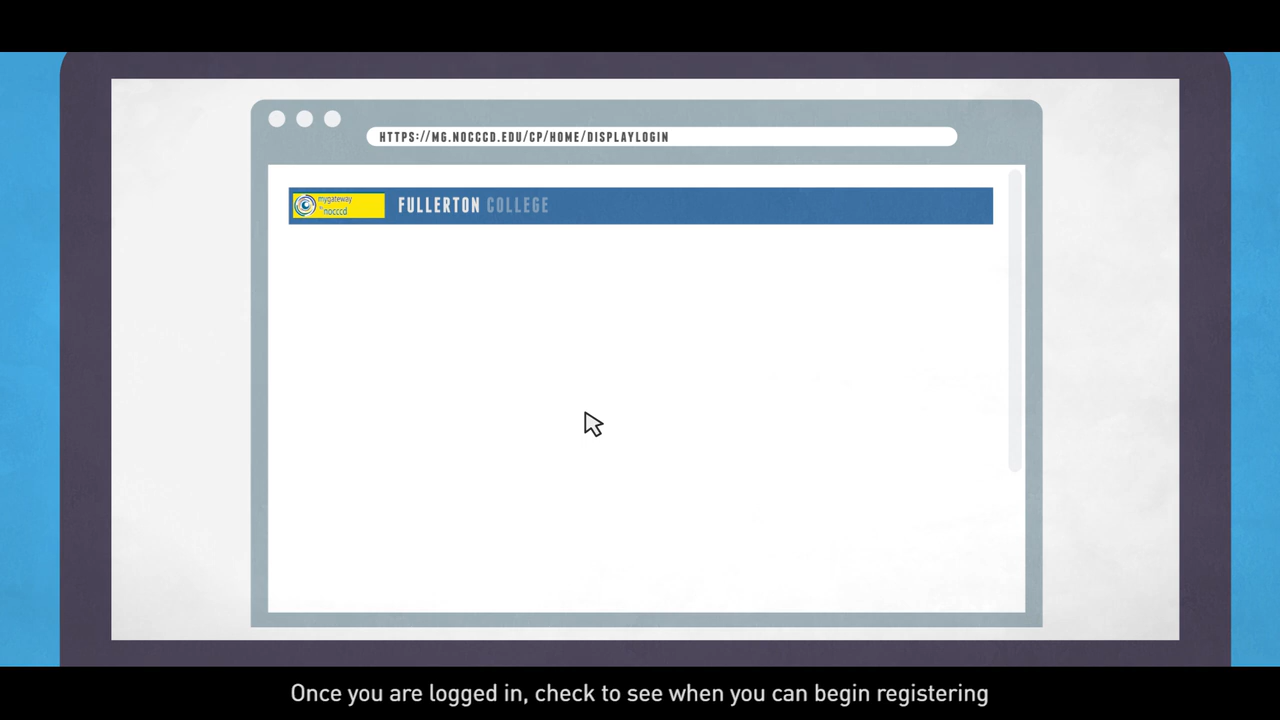 HTTPS://MG.NOCCCD.EDU/CP/HOME/DISPLAYLOGIN
mygateway
nocccd
FULLERTON COLLEGE
Once you are logged in, check to see when you can begin registering